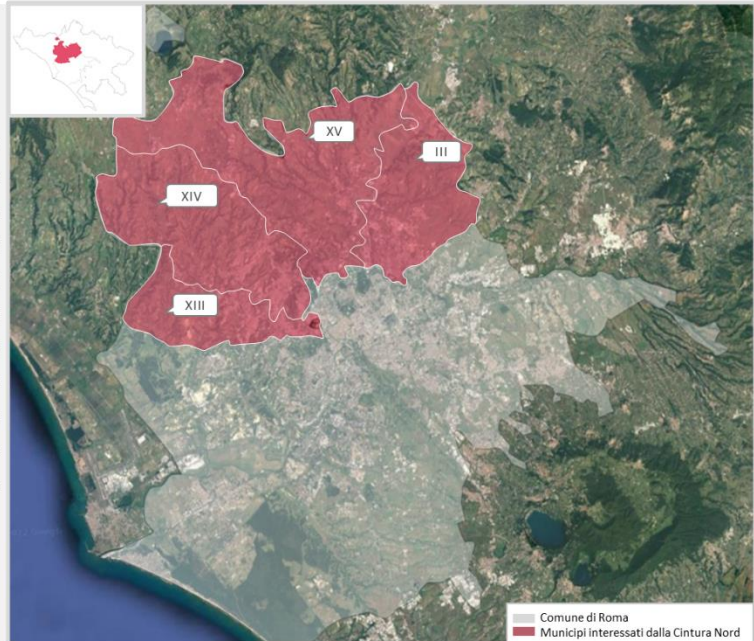 XV
III
XIV
XIII
Comune di Roma
Municipi interessati dalla Cintura Nord